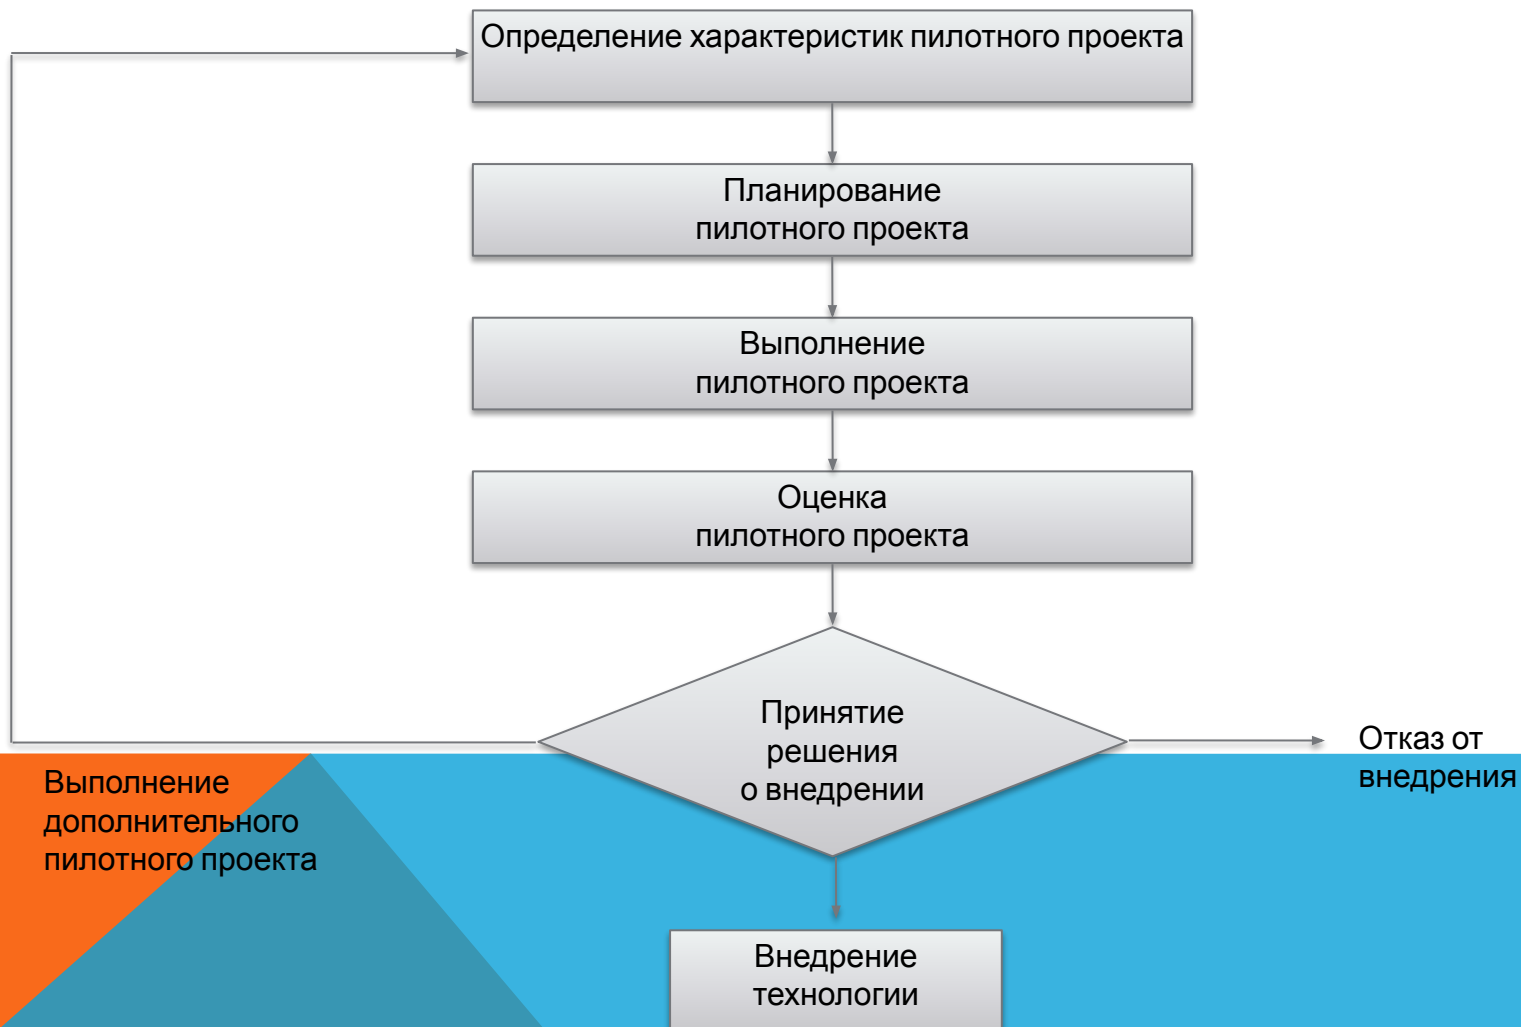 Определение характеристик пилотного проекта
Планирование
пилотного проекта
Выполнение
пилотного проекта
Оценка
пилотного проекта
Принятие
решения
о внедрении
Отказ от
внедрения
Выполнение
дополнительного
пилотного проекта
Внедрение
технологии